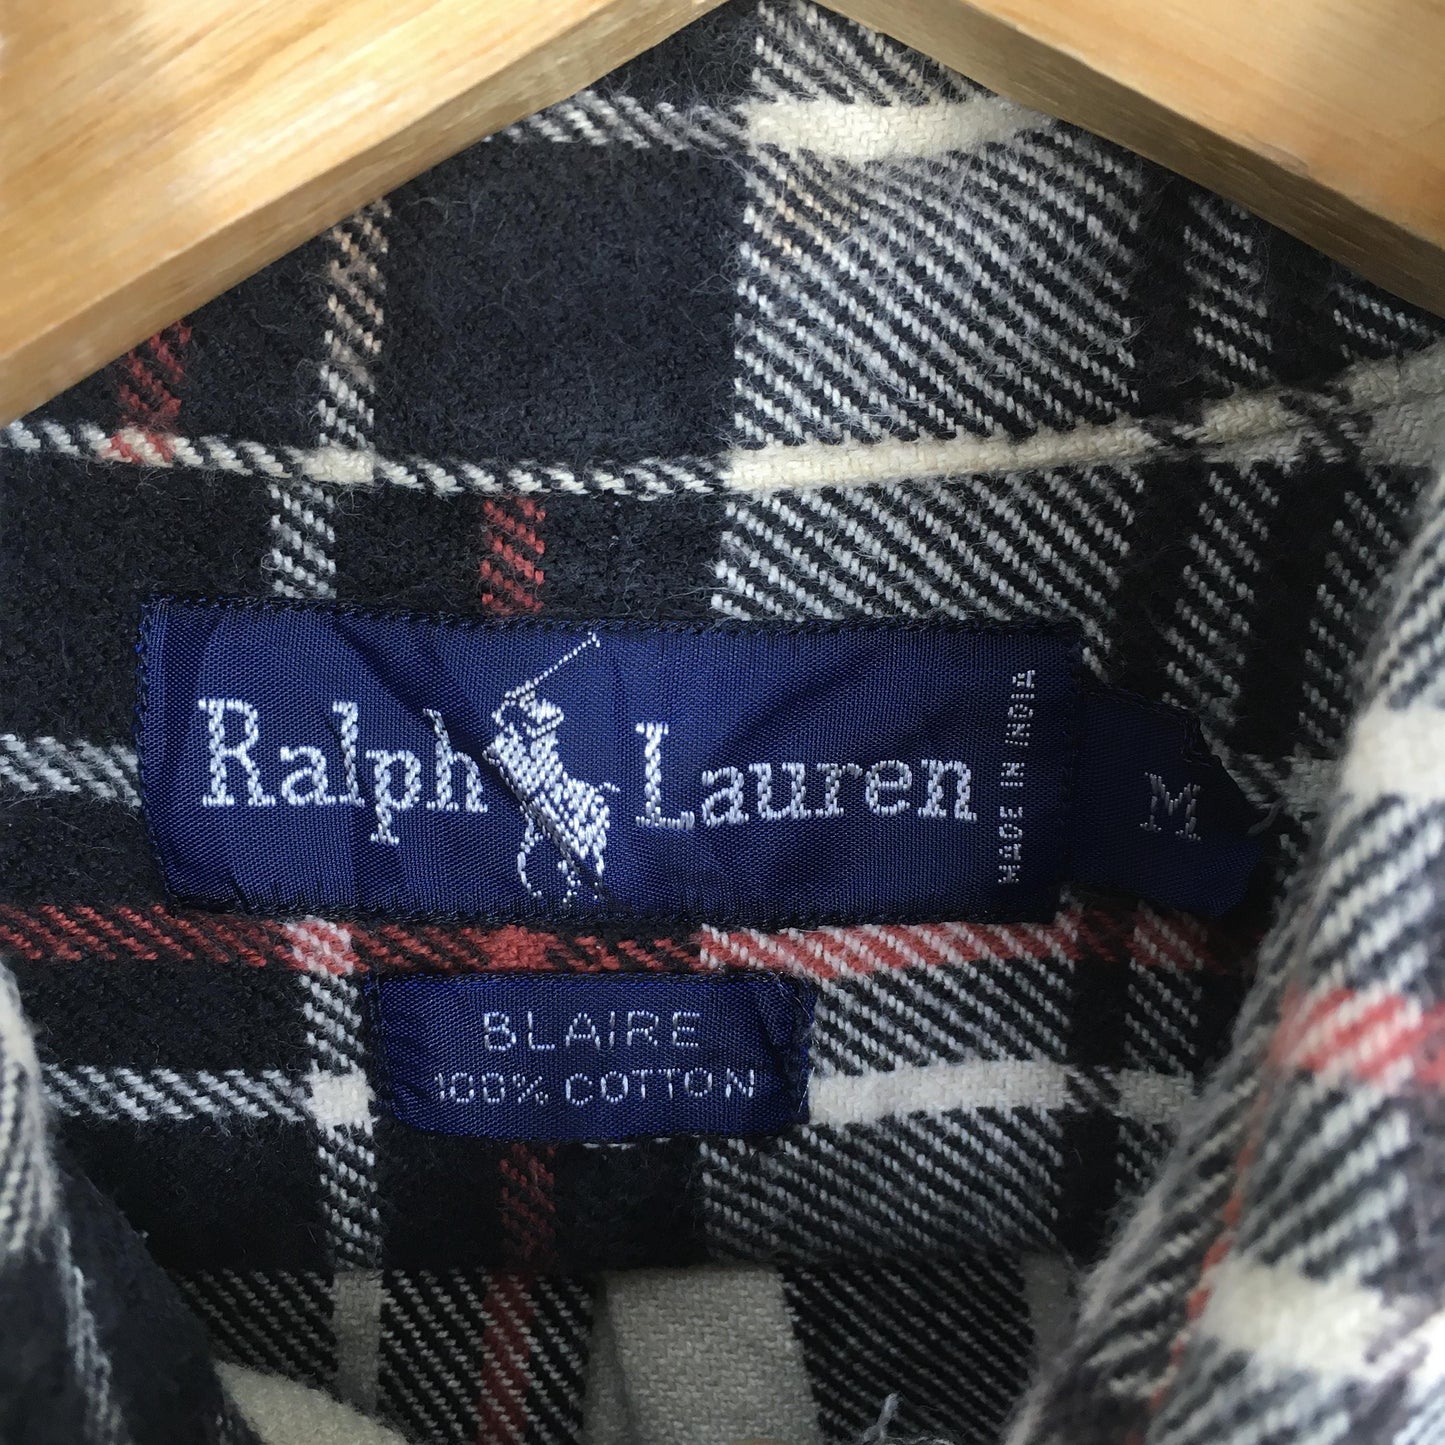 Ralph Lauren
MADE IN INDIA
M
BLAIRE
100% COTTON